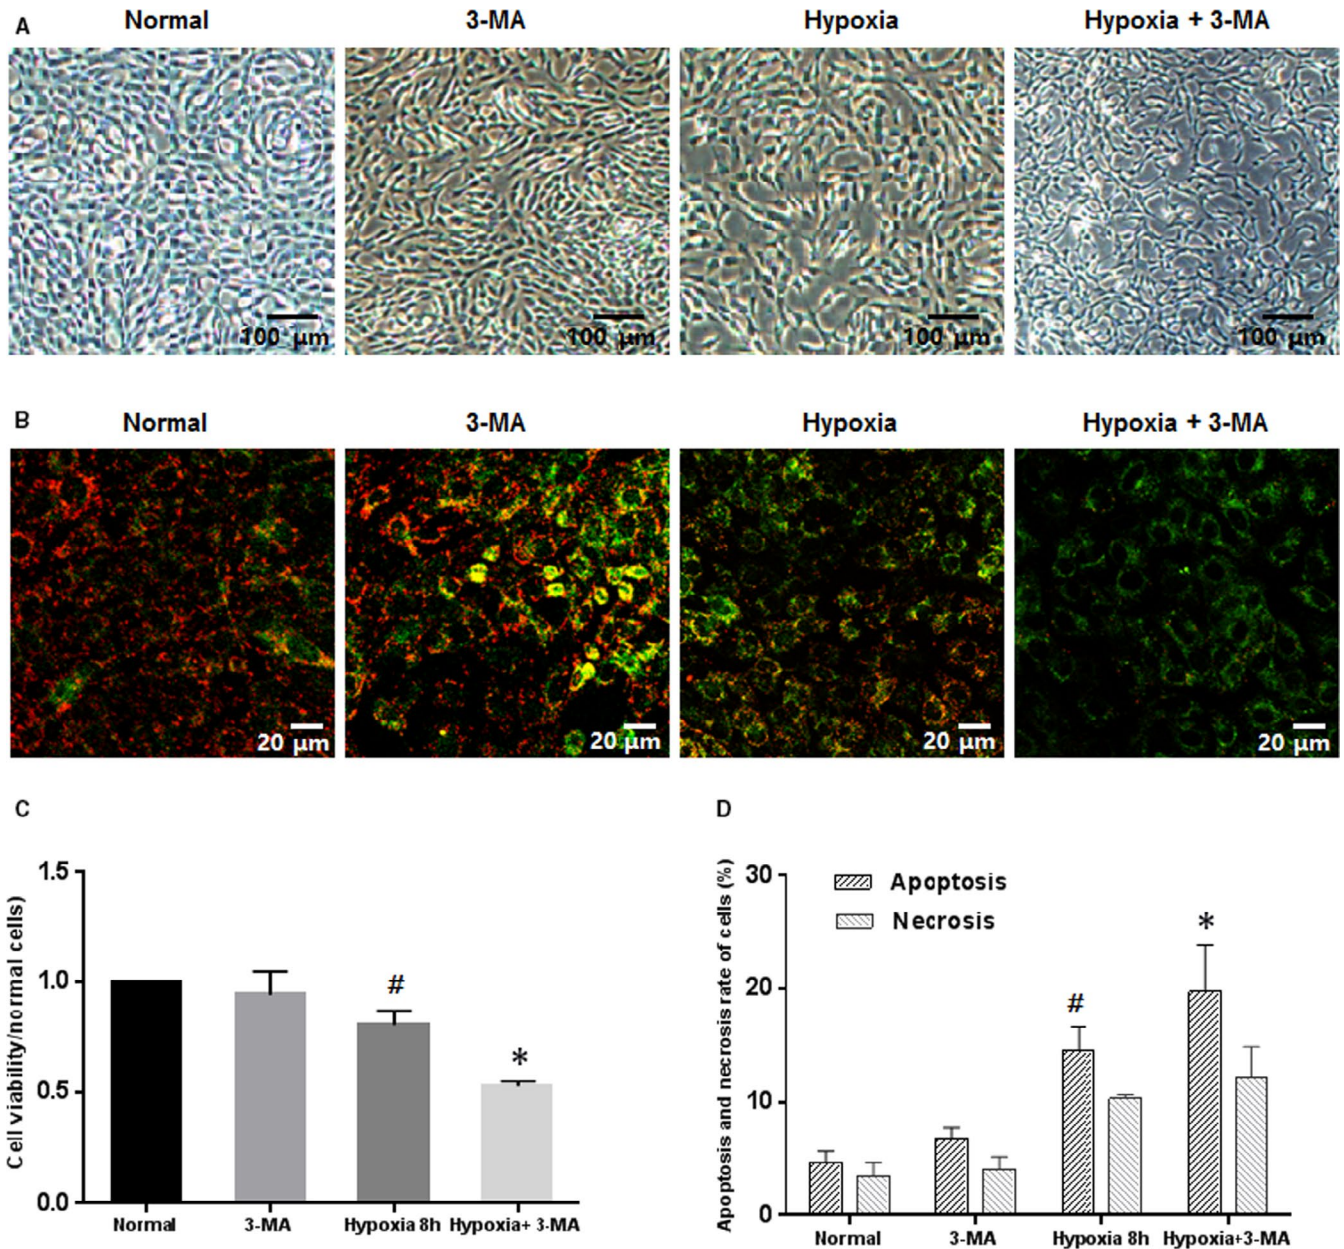 A Normal 3-MA Hypoxia Hypoxia + 3-MA
100 μm 100 μm 100 μm 100 μm
B Normal 3-MA Hypoxia Hypoxia + 3-MA
20 μm 20 μm 20 μm 20 μm
C
Cell viability/normal cells)
1.5
1.0
0.5
0.0
#
*
Normal 3-MA Hypoxia 8h Hypoxia+ 3-MA
D
Apoptosis and necrosis rate of cells (%)
30
20
10
0
Apoptosis
Necrosis
#
*
Normal 3-MA Hypoxia 8h Hypoxia+3-MA